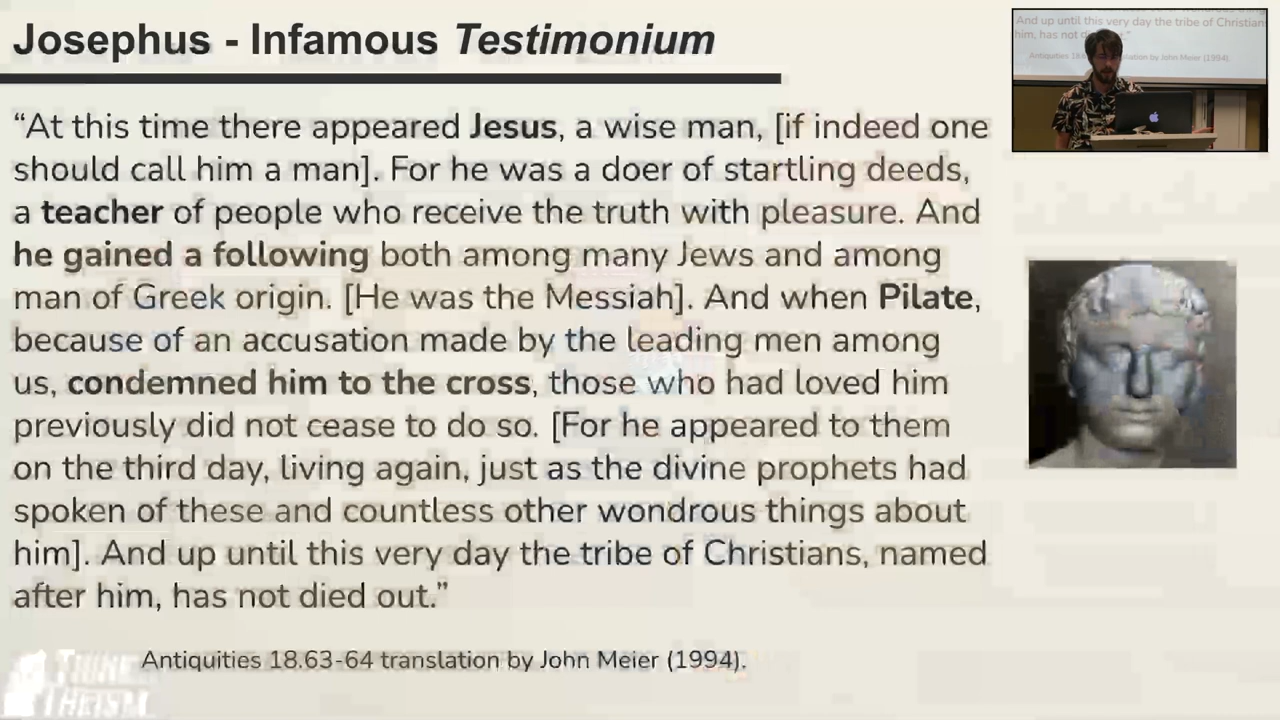 Josephus - Infamous Testimonium
“At this time there appeared Jesus, a wise man, [if indeed one
should call him a man]. For he was a doer of startling deeds,
a teacher of people who receive the truth with pleasure. And
he gained a following both among many Jews and among
man of Greek origin. [He was the Messiah]. And when Pilate,
because of an accusation made by the leading men among
us, condemned him to the cross, those who had loved him
previously did not cease to do so. [For he appeared to them
on the third day, living again, just as the divine prophets had
spoken of these and countless other wondrous things about
him]. And up until this very day the tribe of Christians, named
after him, has not died out.”
Antiquities 18.63-64 translation by John Meier (1994).
And up until this very day the tribe of Christian
him, has not
translation by John Meier (1994).
THEISM